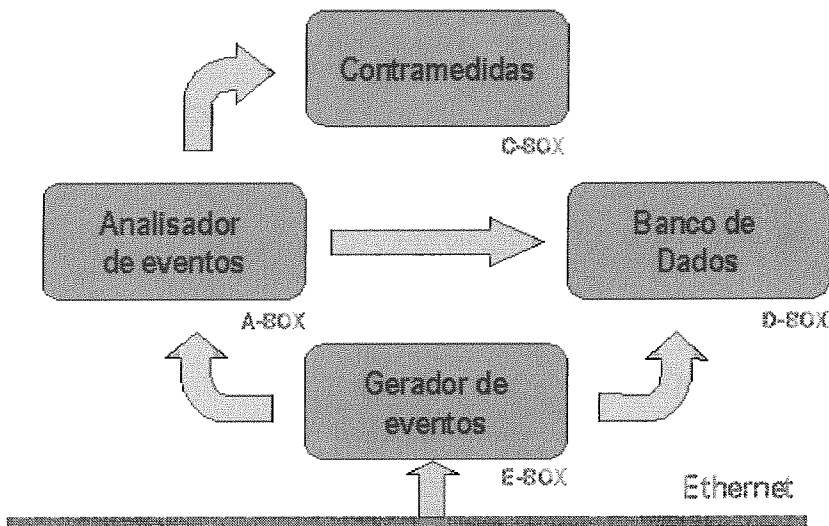 Contramedidas
C-BOX
Analisador
de eventos
A-BOX
Banco de
Dados
D-BOX
Gerador de
eventos
E-BOX
Ethernet